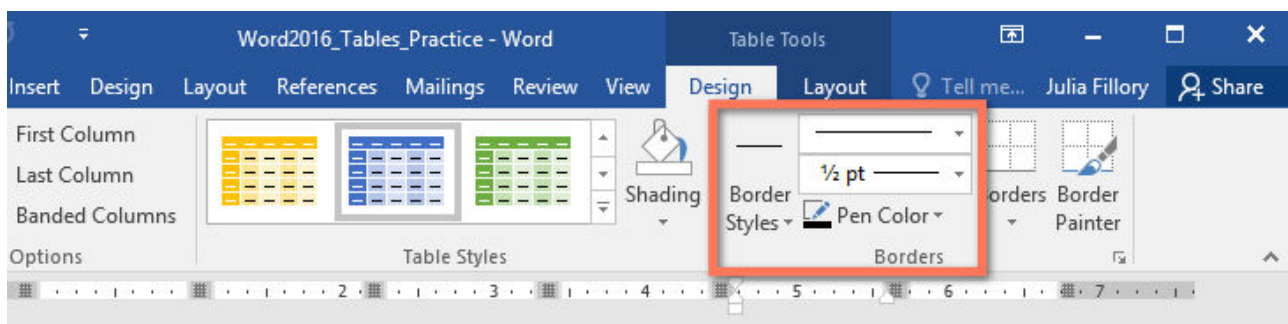 Word2016_Tables_Practice - Word Table Tools
Insert Design Layout References Mailings Review View Design Layout Tell me... Julia Fillory Share
First Column
Last Column
Banded Columns
Options
Table Styles
Shading
Border
Styles
½ pt
Pen Color
orders
Border
Painter
Borders
2 3 4 5 6 7